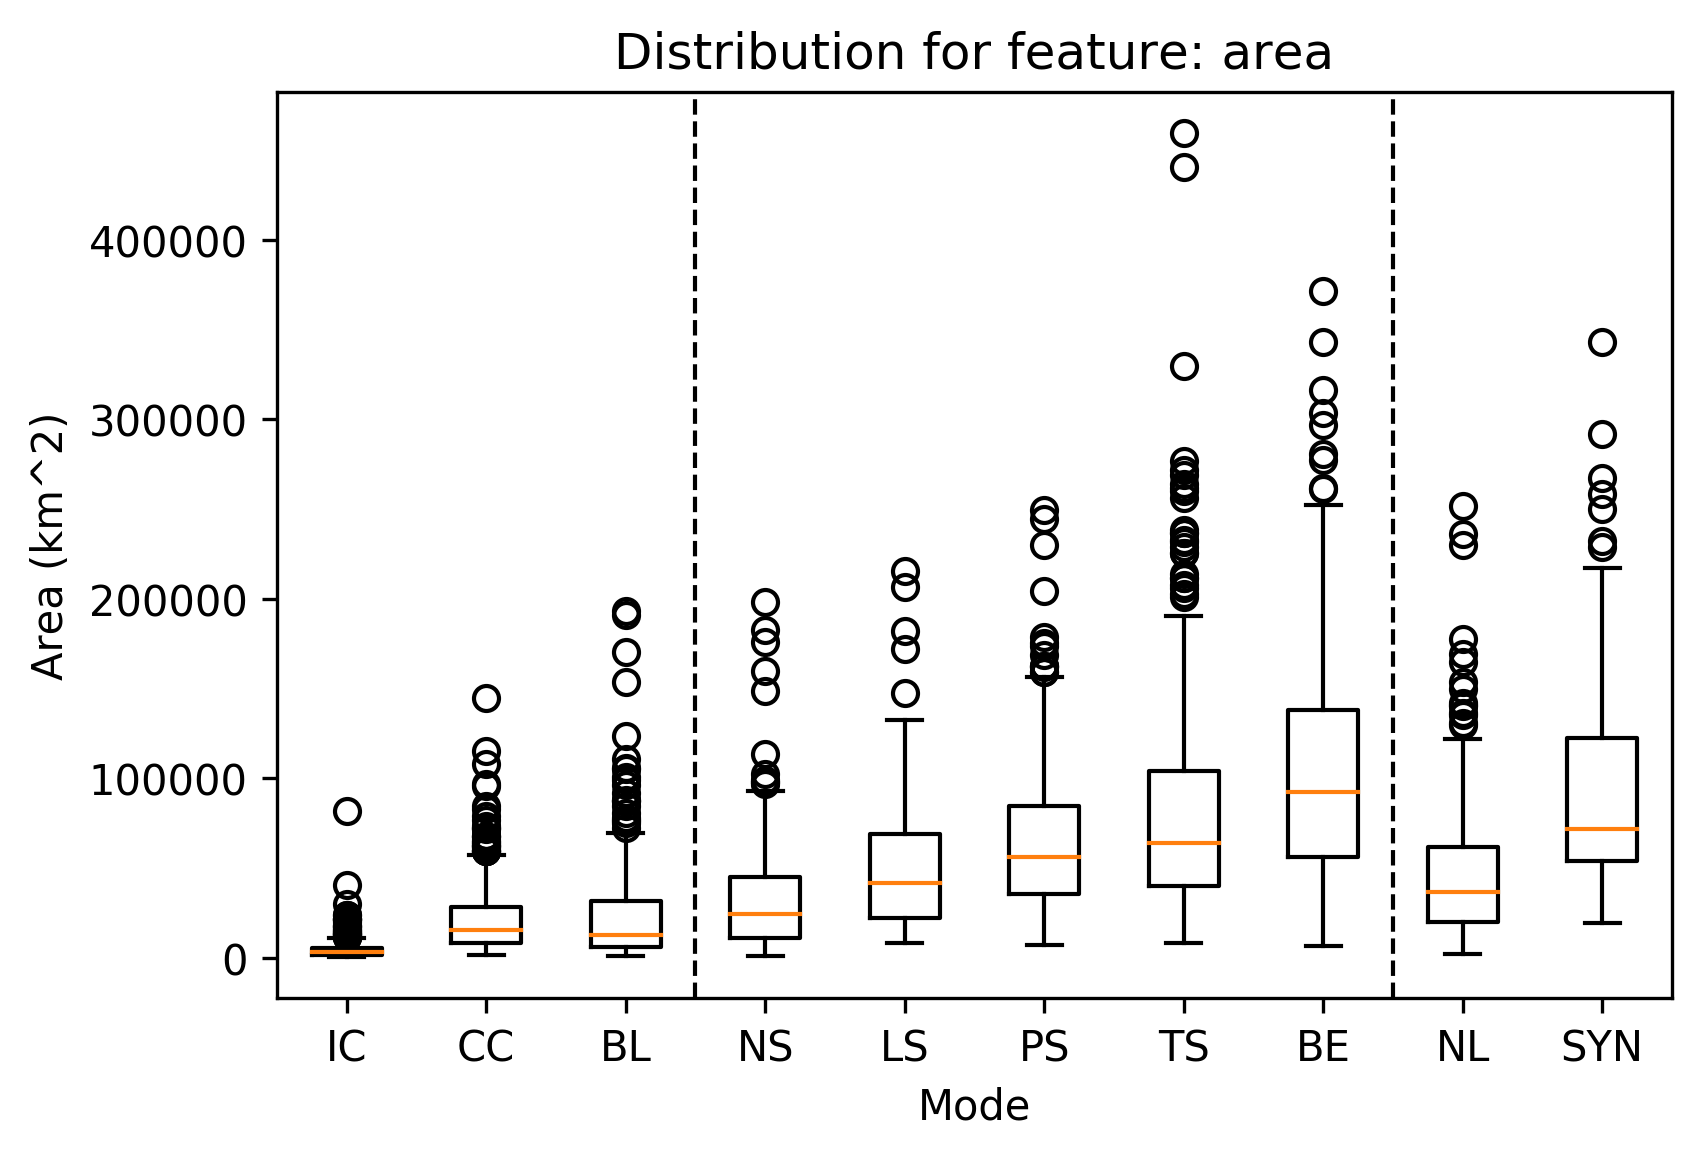 Distribution for feature: area
Area (km^2)
400000
300000
200000
100000
0
IC CC BL NS LS PS TS BE NL SYN
Mode